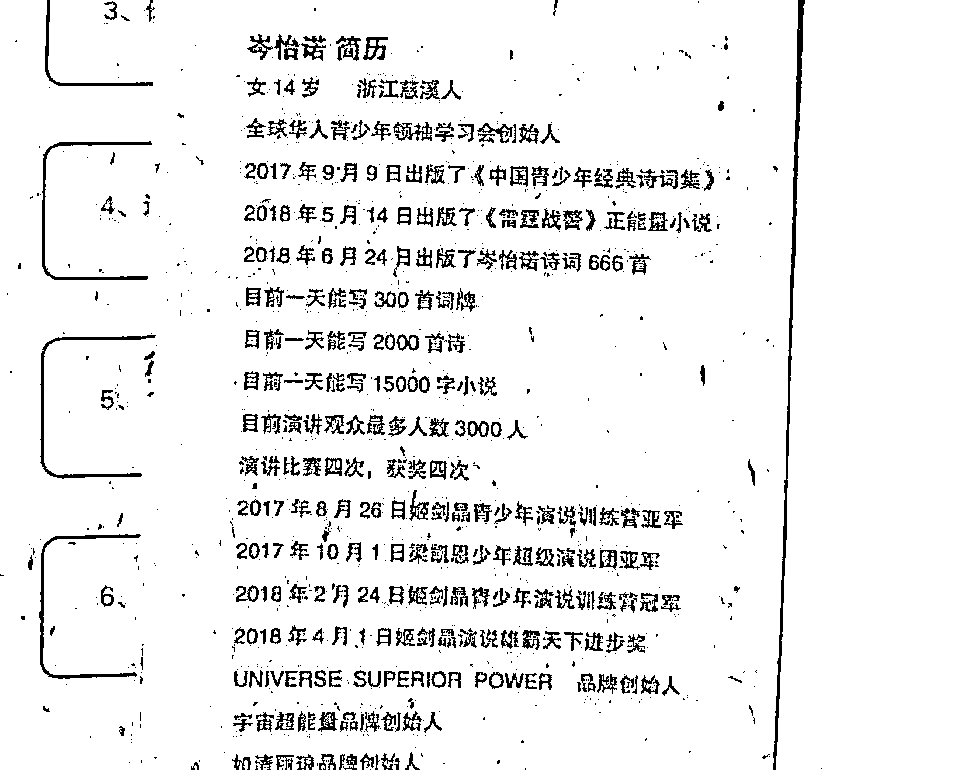 3、
4、
5、
6、
岑怡诺 简历
女 14 岁 浙江慈溪人
全球华人青少年领袖学习会创始人
2017 年 9 月 9 日出版了《中国青少年经典诗词集》
2018 年 5 月 14 日出版了《雷霆战警》正能量小说
2018 年 6 月 24 日出版了岑怡诺诗词 666 首
目前一天能写 300 首词牌
目前一天能写 2000 首诗
目前一天能写 15000 字小说
目前演讲观众最多人数 3000 人
演讲比赛四次，获奖四次
2017 年 8 月 26 日姬剑晶青少年演说训练营亚军
2017 年 10 月 1 日梁凯恩少年超级演说团亚军
2018 年 2 月 24 日姬剑晶青少年演说训练营冠军
2018 年 4 月 1 日姬剑晶演说雄霸天下进步奖
UNIVERSE SUPERIOR POWER 品牌创始人
宇宙超能量品牌创始人
如清丽琅品牌创始人